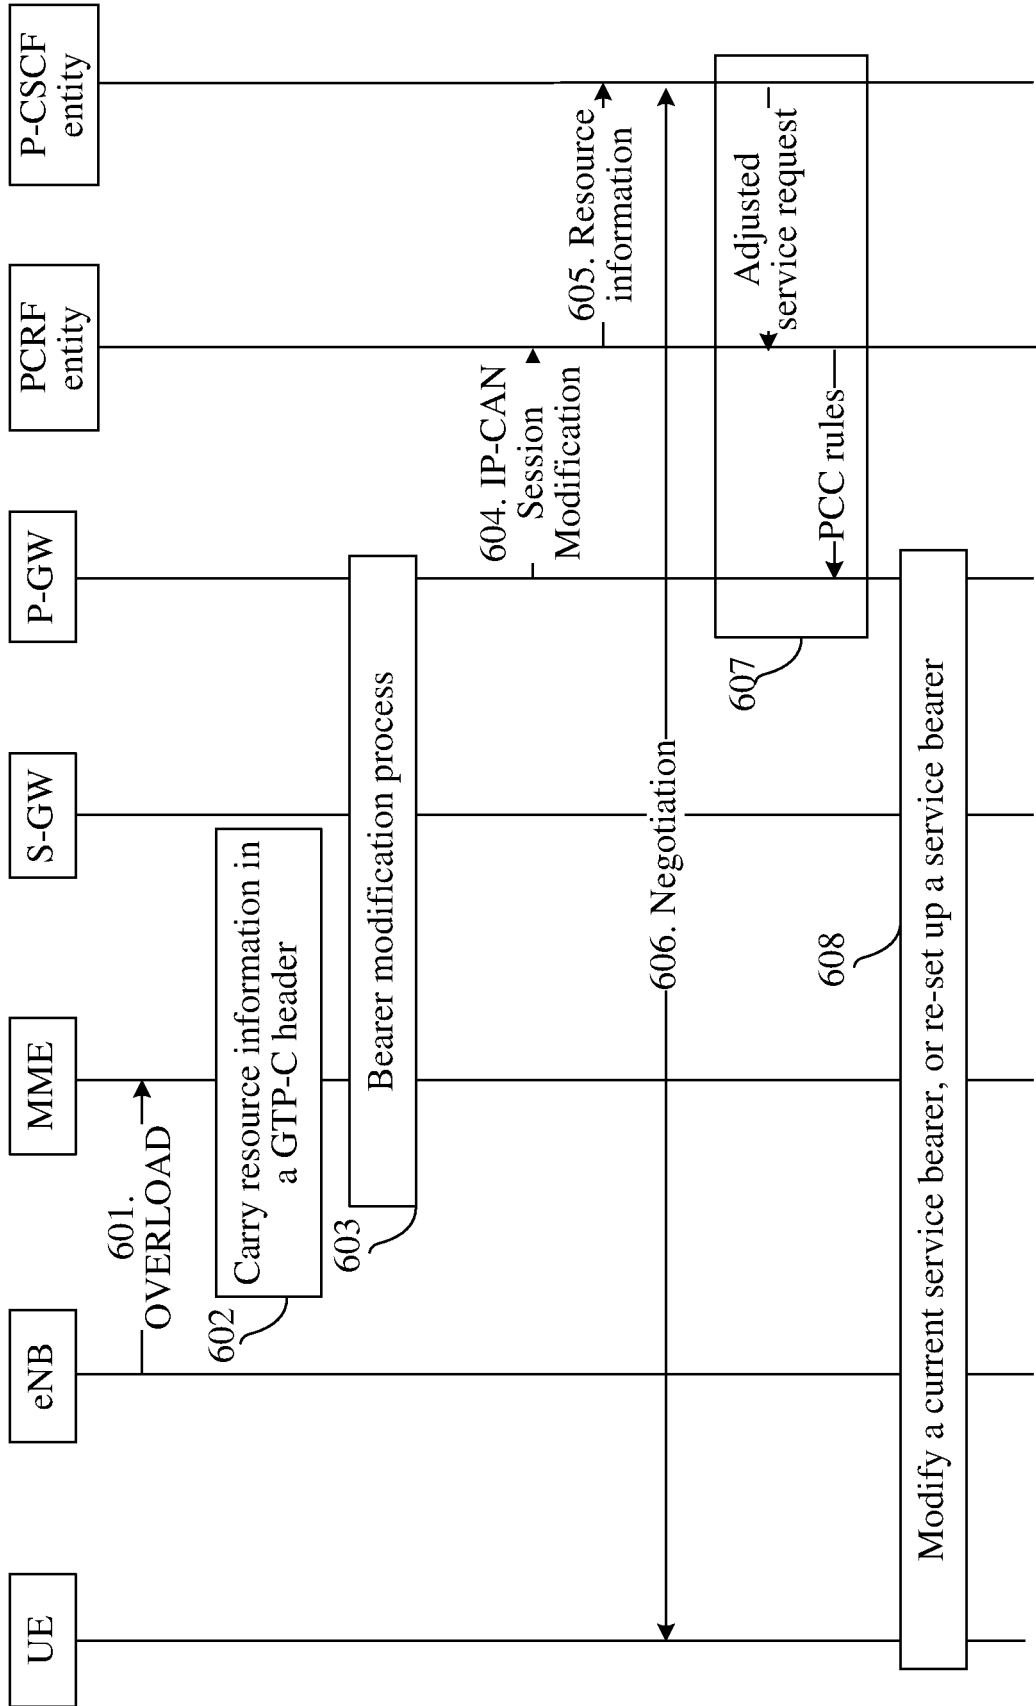 UE
eNB
MME
S-GW
P-GW
PCRF
entity
P-CSCF
entity
601.
OVERLOAD
602
Carry resource information in
a GTP-C header
603
Bearer modification process
604. IP-CAN
Session
Modification
605. Resource
information
606. Negotiation
607
Adjusted
service request
PCC rules
608
Modify a current service bearer, or re-set up a service bearer